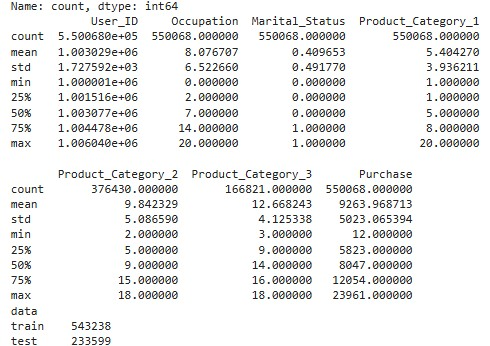 Name: count, dtype: int64
User_ID Occupation Marital_Status Product_Category_1
count 5.500680e+05 550068.000000 550068.000000 550068.000000
mean 1.003029e+06 8.076707 0.409653 5.404270
std 1.727592e+03 6.522660 0.491770 3.936211
min 1.000001e+06 0.000000 0.000000 1.000000
25% 1.001516e+06 2.000000 0.000000 1.000000
50% 1.003077e+06 7.000000 0.000000 5.000000
75% 1.004478e+06 14.000000 1.000000 8.000000
max 1.006040e+06 20.000000 1.000000 20.000000
Product_Category_2 Product_Category_3 Purchase
count 376430.000000 166821.000000 550068.000000
mean 9.842329 12.668243 9263.968713
std 5.086590 4.125338 5023.065394
min 2.000000 3.000000 12.000000
25% 5.000000 9.000000 5823.000000
50% 9.000000 14.000000 8047.000000
75% 15.000000 16.000000 12054.000000
max 18.000000 18.000000 23961.000000
data
train 543238
test 233599